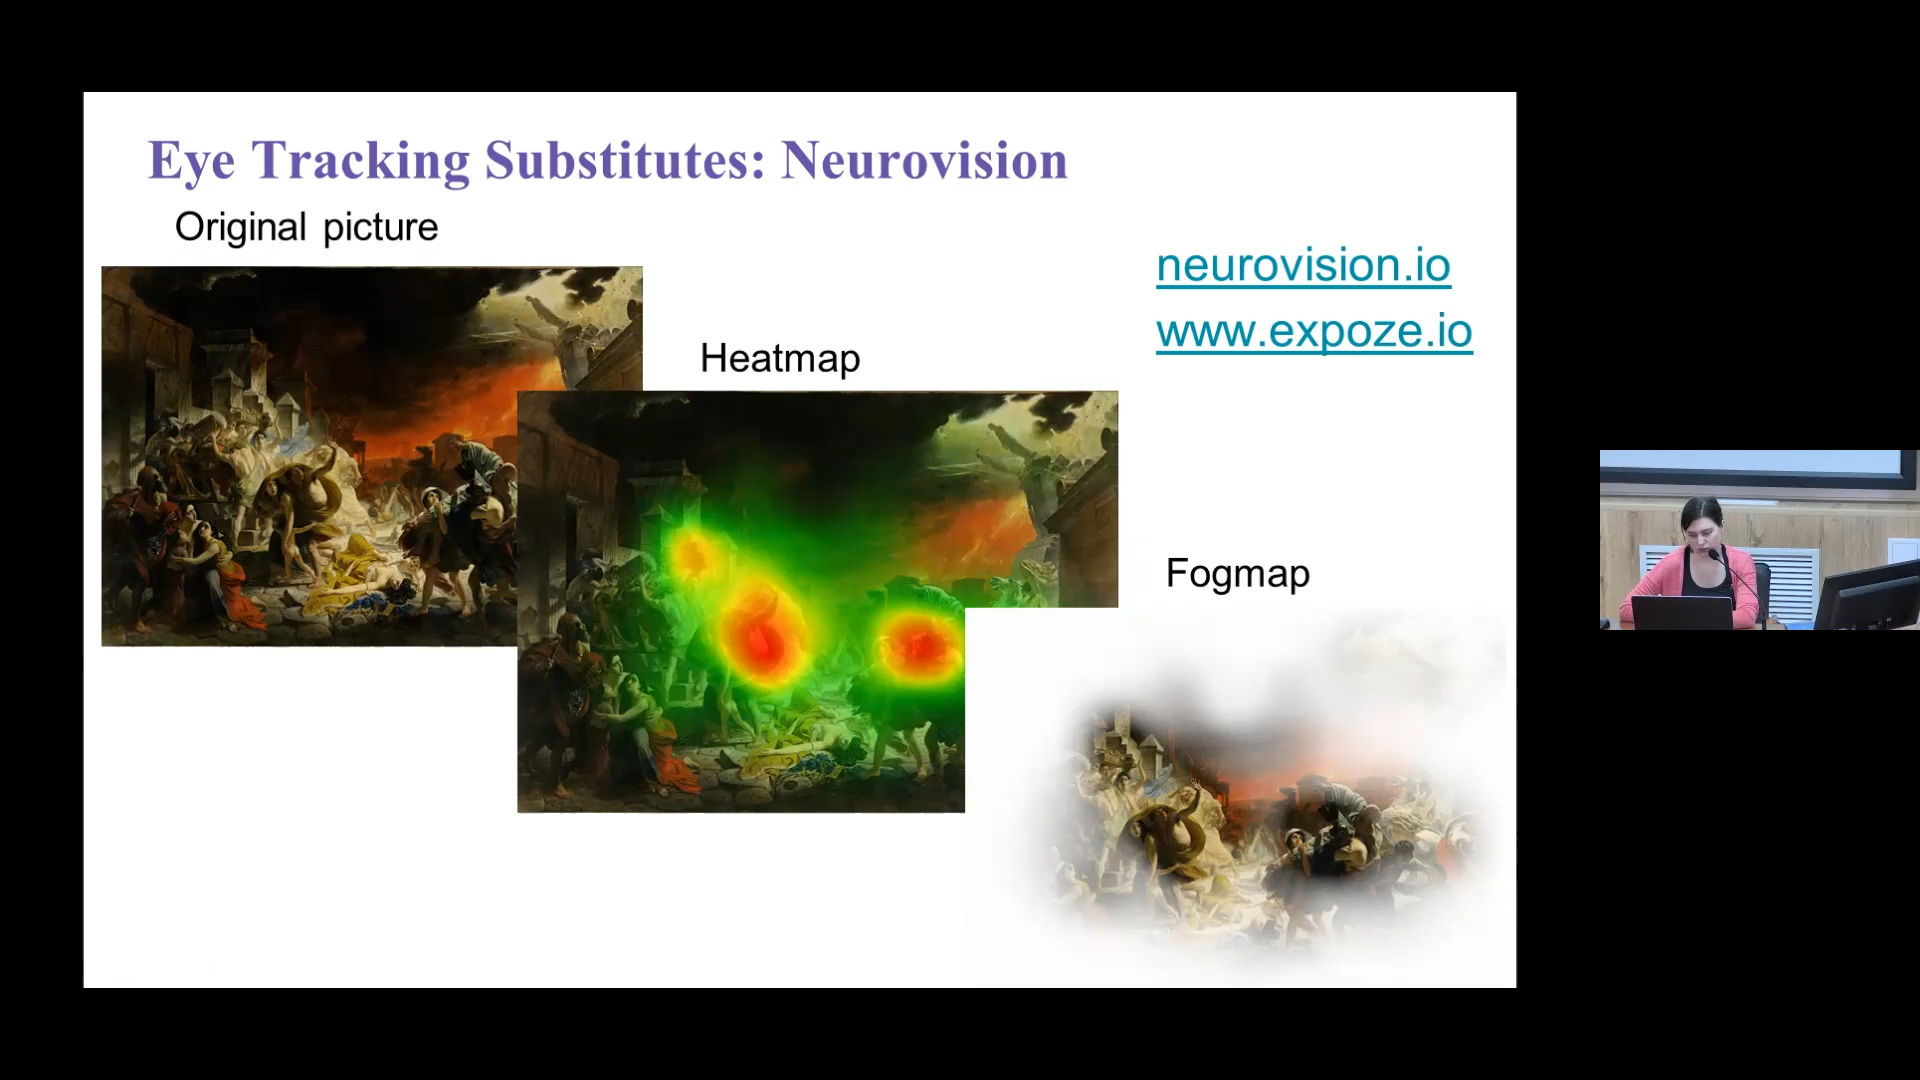 Eye Tracking Substitutes: Neurovision
Original picture
neurovision.io
www.expoze.io
Heatmap
Fogmap